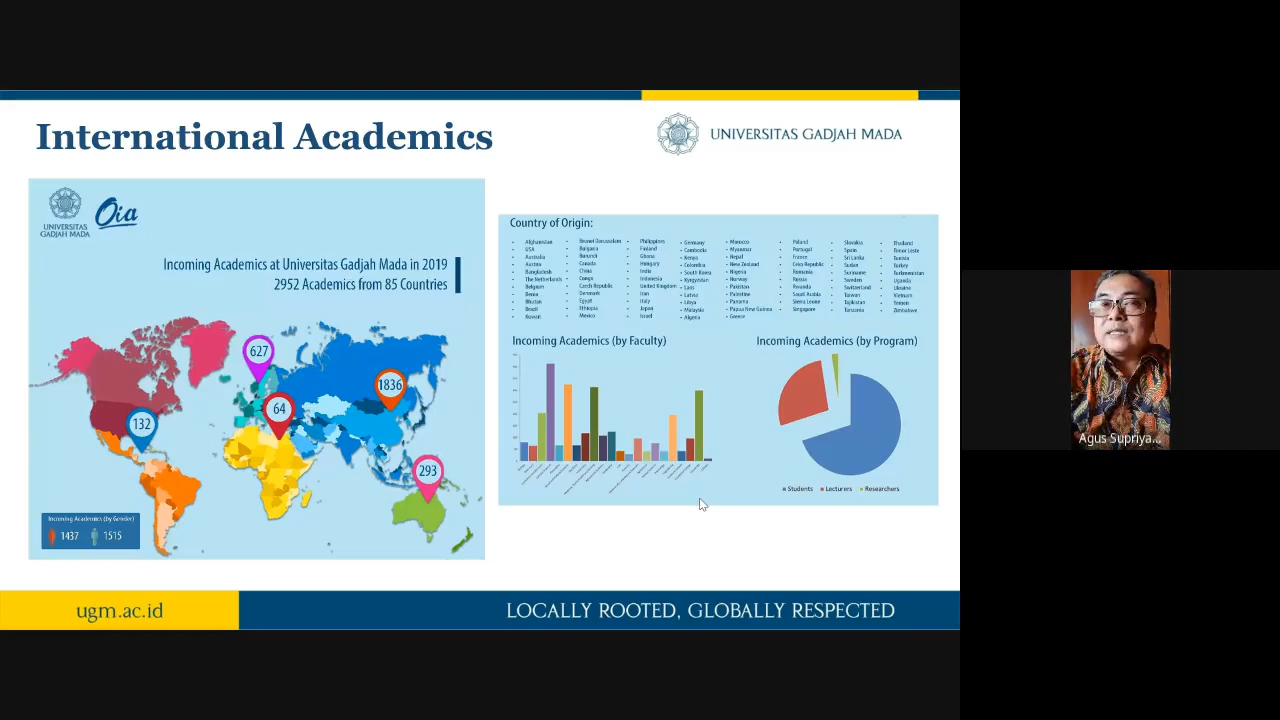 International Academics
UNIVERSITAS GADJAH MADA
UNIVERSITAS
GADJAH MADA
Oia
Incoming Academics at Universitas Gadjah Mada in 2019
2952 Academics from 85 Countries
627
1836
64
132
293
Incoming Academics (by Gender)
1437
1515
Country of Origin:
Afghanistan
USA
Australia
Austria
Bangladesh
The Netherlands
Belgium
Benin
Bhutan
Brazil
Kuwait
Brunei Darussalam
Bulgaria
Burundi
Canada
China
Congo
Czech Republic
Denmark
Egypt
Ethiopia
Mexico
Philippines
Finland
Ghana
Hungary
India
Indonesia
United Kingdom
Iran
Italy
Japan
Israel
Germany
Cambodia
Kenya
Colombia
South Korea
Kyrgyzstan
Laos
Latvia
Libya
Malaysia
Algeria
Morocco
Myanmar
Nepal
New Zealand
Nigeria
Norway
Pakistan
Palestine
Panama
Papua New Guinea
Greece
Poland
Portugal
France
Ceko Republic
Romania
Russia
Rwanda
Saudi Arabia
Sierra Leone
Singapore
Slovakia
Spain
Sri Lanka
Sudan
Suriname
Sweden
Switzerland
Taiwan
Tajikistan
Tanzania
Thailand
Timor Leste
Tunisia
Turkey
Turkmenistan
Uganda
Ukraine
Vietnam
Yemen
Zimbabwe
Incoming Academics (by Faculty)
Incoming Academics (by Program)
Students
Lecturers
Researchers
ugm.ac.id
LOCALLY ROOTED, GLOBALLY RESPECTED
Agus Supriya...